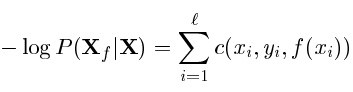 $-\log P(\mathbf{X}_f|\mathbf{X}) = \sum_{i=1}^{\ell} c(x_i, y_i, f(x_i))$